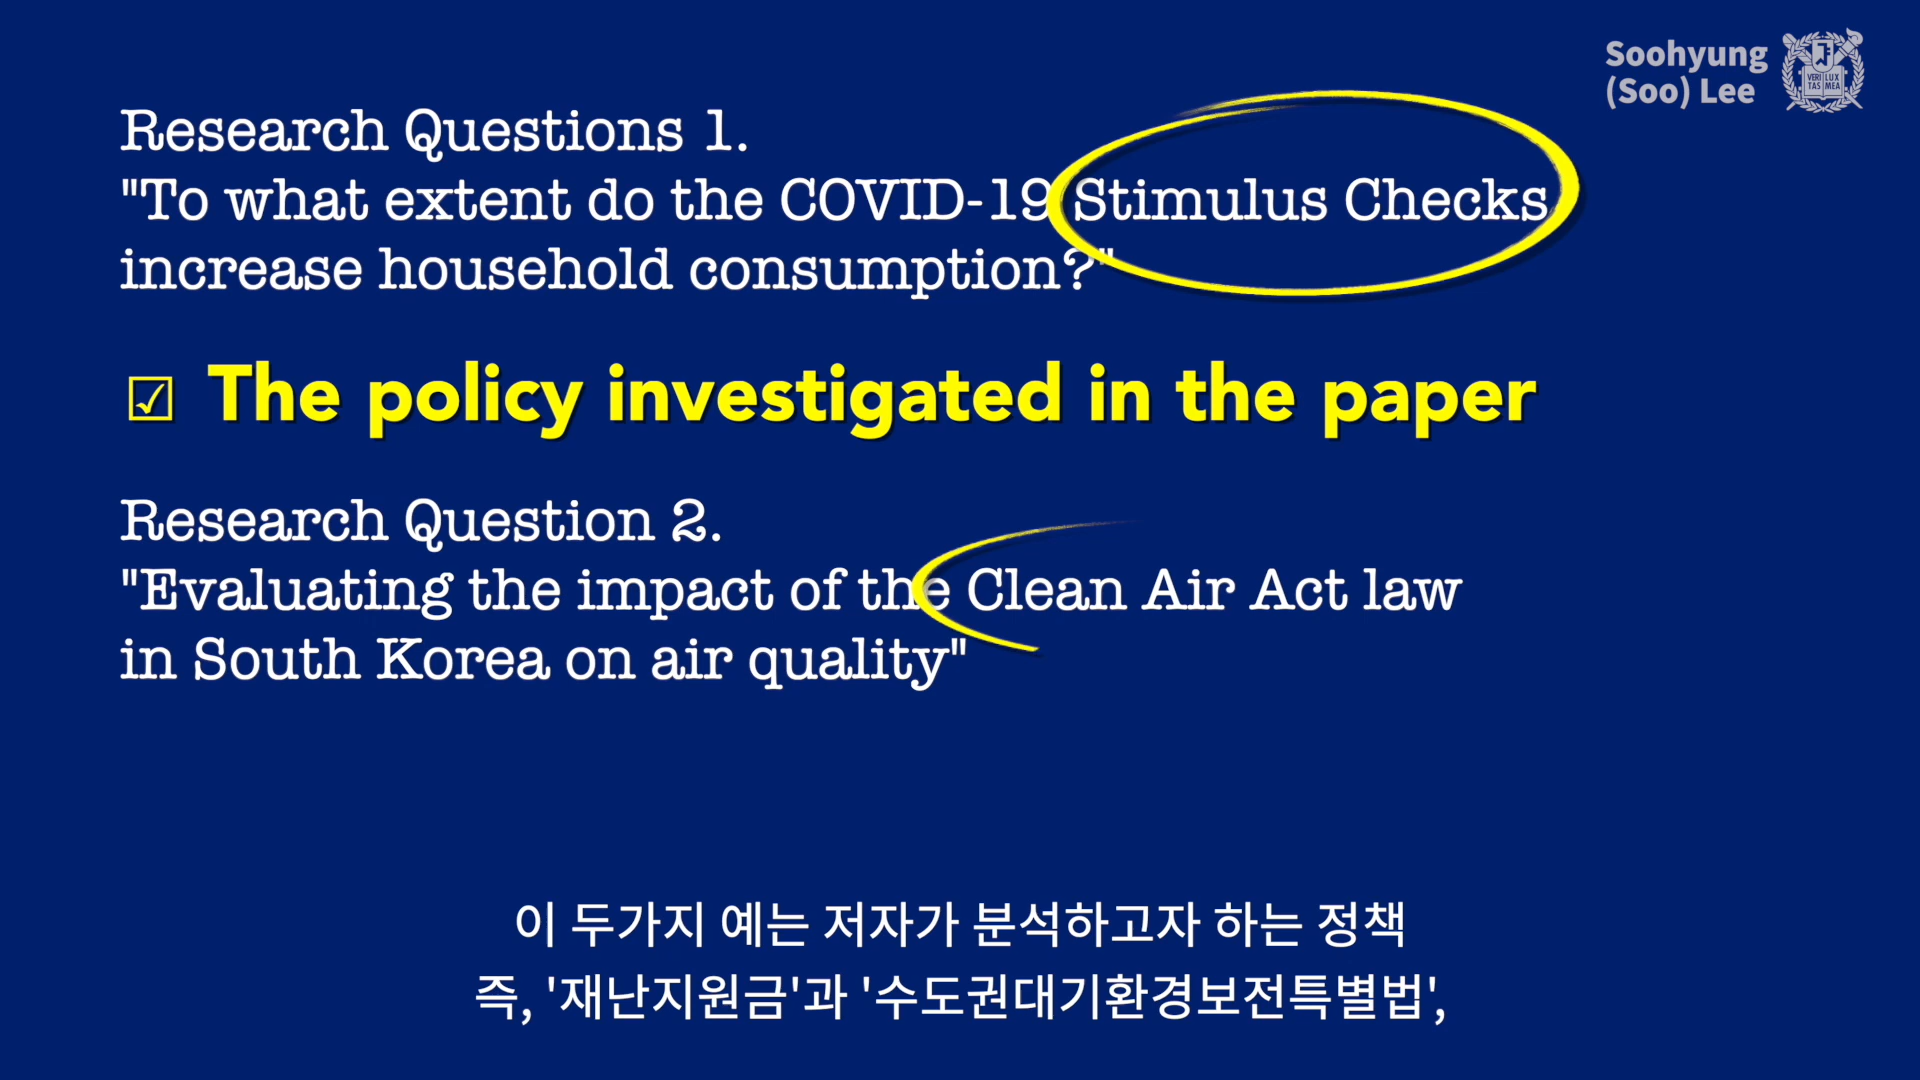 Soohyung
(Soo) Lee
VERI LUX
TAS MEA
Research Questions 1.
"To what extent do the COVID-19 Stimulus Checks
increase household consumption?"
☑ The policy investigated in the paper
Research Question 2.
"Evaluating the impact of the Clean Air Act law
in South Korea on air quality"
이 두가지 예는 저자가 분석하고자 하는 정책
즉, '재난지원금'과 '수도권대기환경보전특별법',